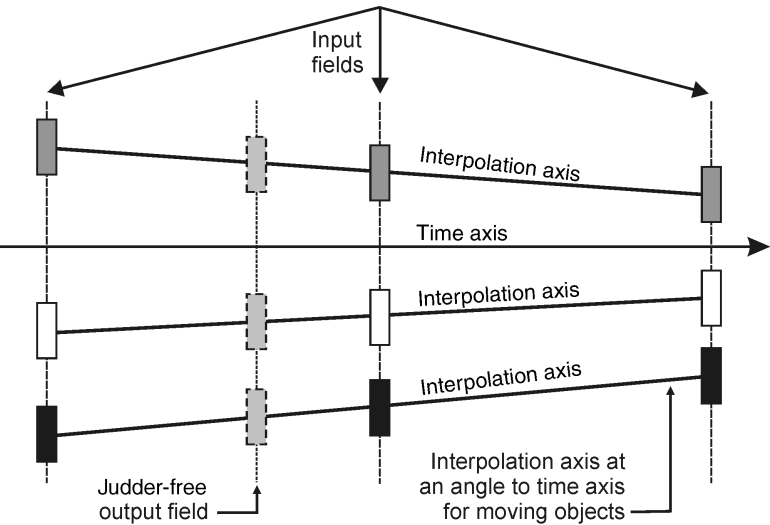 Input
fields
Interpolation axis
Time axis
Interpolation axis
Interpolation axis
Judder-free
output field
Interpolation axis at
an angle to time axis
for moving objects